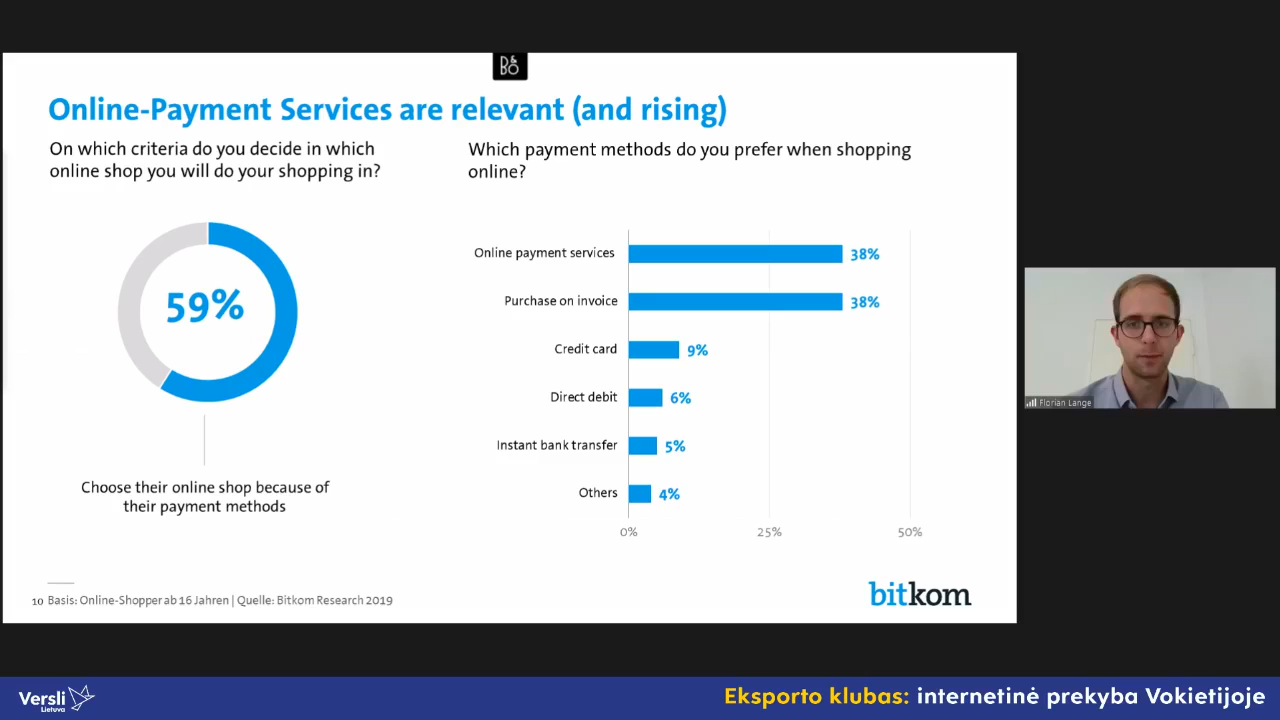 B&O
Online-Payment Services are relevant (and rising)
On which criteria do you decide in which
online shop you will do your shopping in?
59%
Choose their online shop because of
their payment methods
Which payment methods do you prefer when shopping
online?
Online payment services 38%
Purchase on invoice 38%
Credit card 9%
Direct debit 6%
Instant bank transfer 5%
Others 4%
0% 25% 50%
10 Basis: Online-Shopper ab 16 Jahren | Quelle: Bitkom Research 2019
bitkom
Florian Lange
Versli
Lietuva
Eksporto klubas: internetinė prekyba Vokietijoje